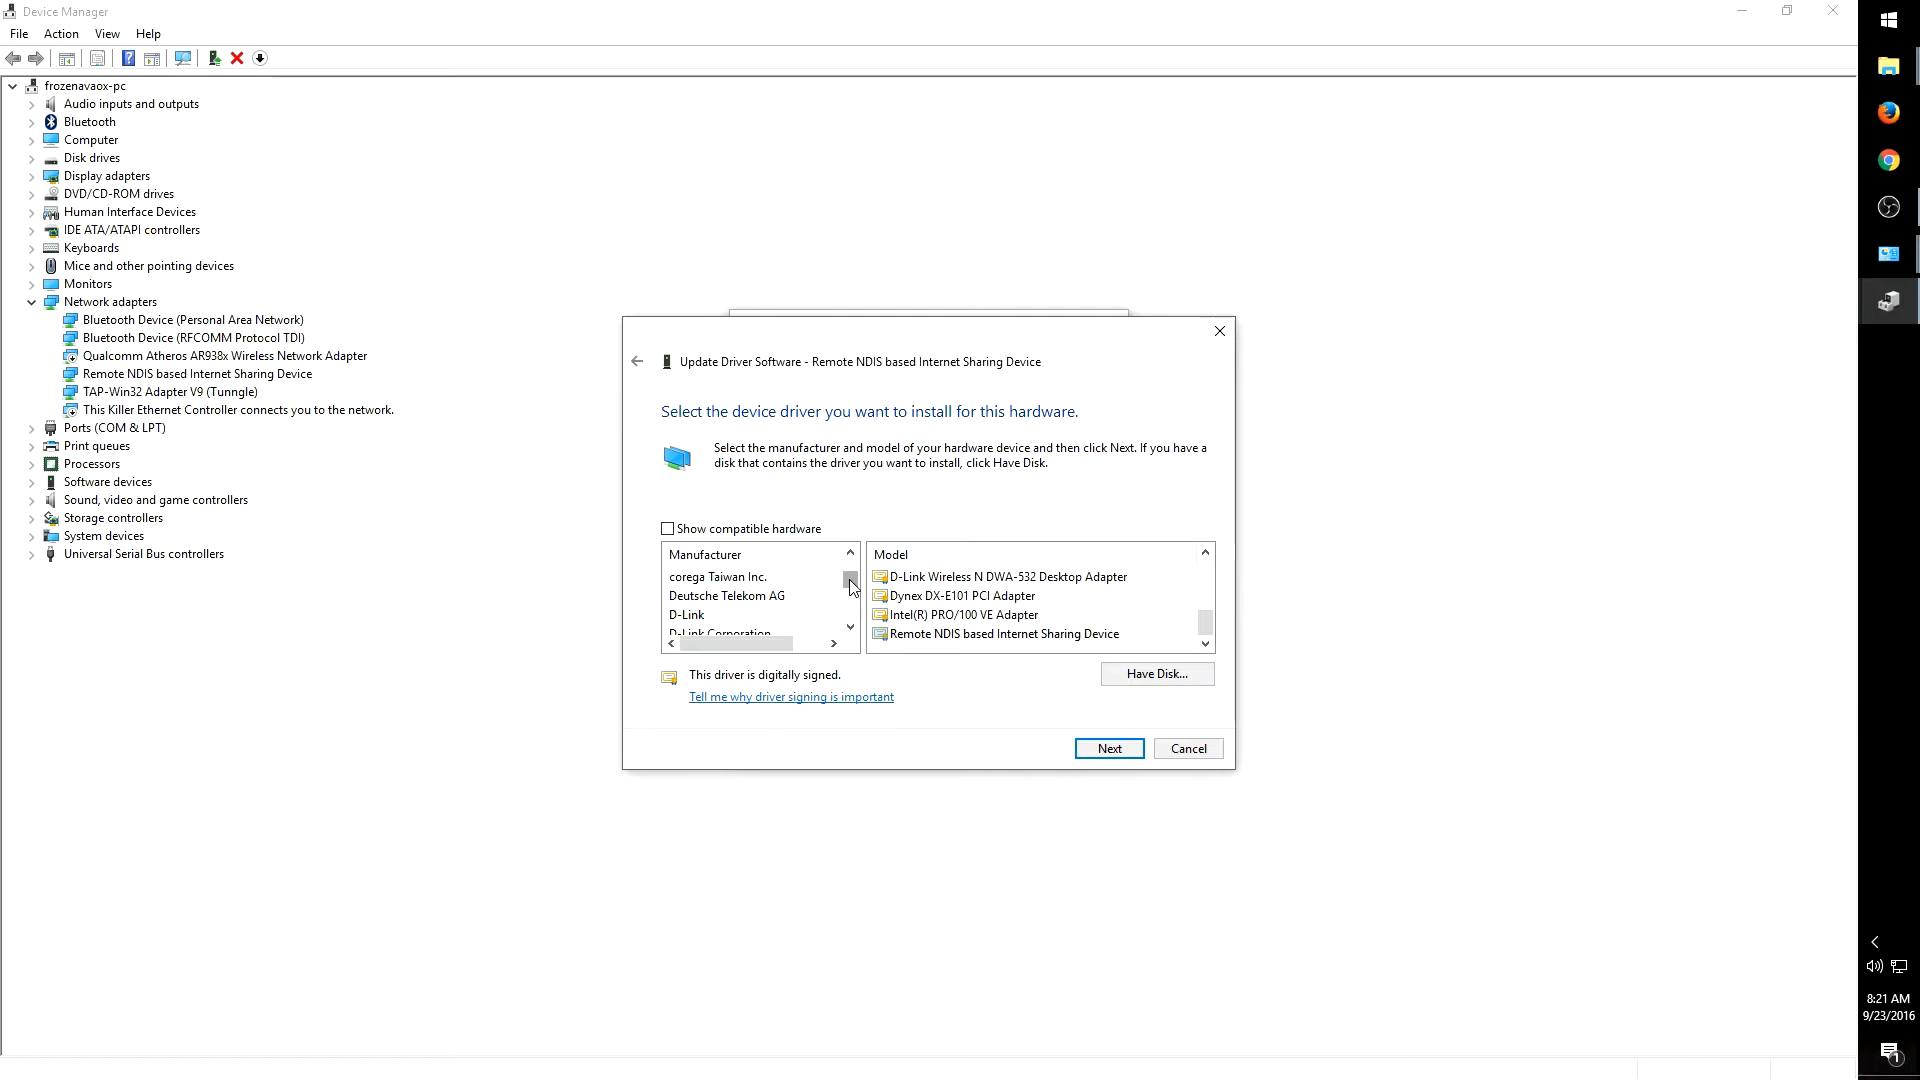 Device Manager
File Action View Help
frozenavaox-pc
Audio inputs and outputs
Bluetooth
Computer
Disk drives
Display adapters
DVD/CD-ROM drives
Human Interface Devices
IDE ATA/ATAPI controllers
Keyboards
Mice and other pointing devices
Monitors
Network adapters
Bluetooth Device (Personal Area Network)
Bluetooth Device (RFCOMM Protocol TDI)
Qualcomm Atheros AR938x Wireless Network Adapter
Remote NDIS based Internet Sharing Device
TAP-Win32 Adapter V9 (Tunngle)
This Killer Ethernet Controller connects you to the network.
Ports (COM & LPT)
Print queues
Processors
Software devices
Sound, video and game controllers
Storage controllers
System devices
Universal Serial Bus controllers
Update Driver Software - Remote NDIS based Internet Sharing Device
Select the device driver you want to install for this hardware.
Select the manufacturer and model of your hardware device and then click Next. If you have a
disk that contains the driver you want to install, click Have Disk.
Show compatible hardware
Manufacturer
corega Taiwan Inc.
Deutsche Telekom AG
D-Link
D-Link Corporation
Model
D-Link Wireless N DWA-532 Desktop Adapter
Dynex DX-E101 PCI Adapter
Intel(R) PRO/100 VE Adapter
Remote NDIS based Internet Sharing Device
This driver is digitally signed.
Tell me why driver signing is important
Have Disk...
Next
Cancel
8:21 AM
9/23/2016
1